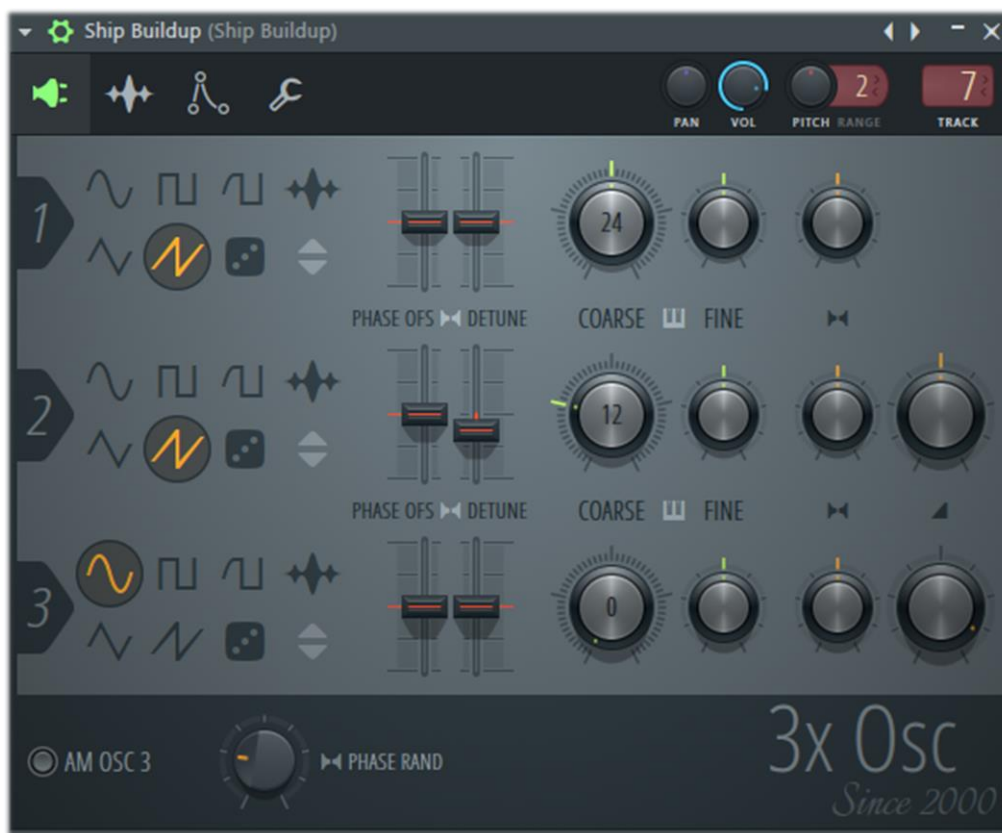 Ship Buildup (Ship Buildup)
2 7
PAN VOL PITCH RANGE TRACK
1
24
PHASE OFS DETUNE COARSE FINE
2
12
PHASE OFS DETUNE COARSE FINE
3
0
3x Osc
AM OSC 3 PHASE RAND
Since 2000